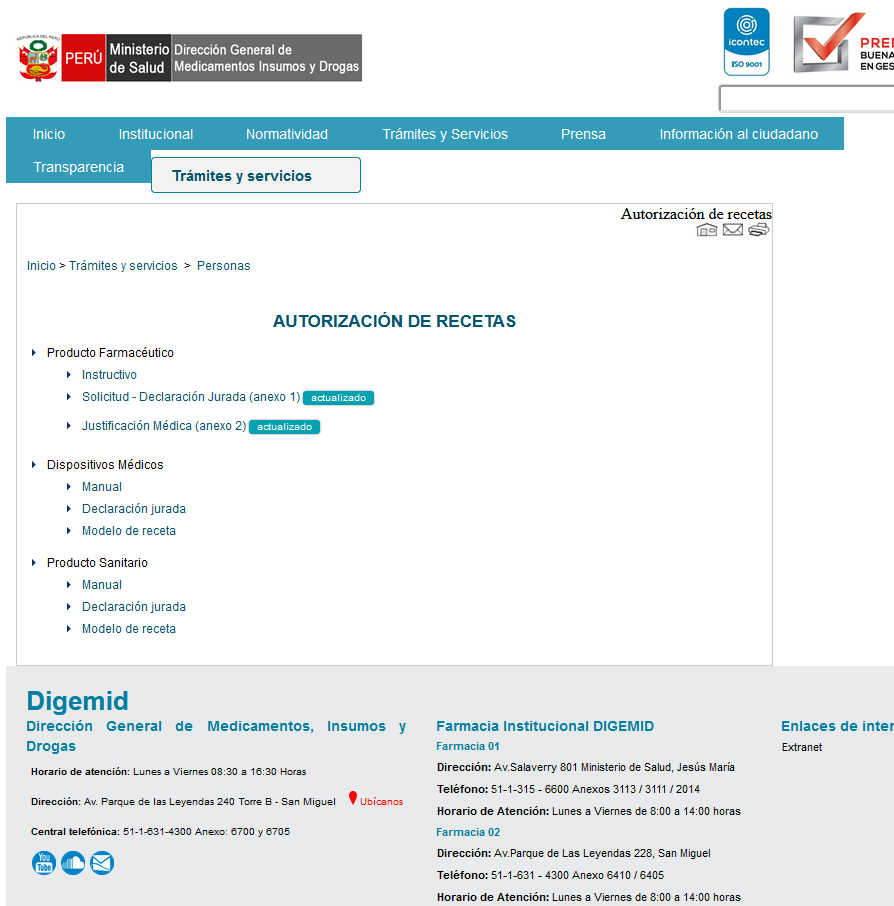 REPÚBLICA DEL PERÚ
PERÚ
Ministerio
de Salud
Dirección General de
Medicamentos Insumos y Drogas
icontec
ISO 9001
PREI
BUENA
EN GES
Inicio
Institucional
Normatividad
Trámites y Servicios
Prensa
Información al ciudadano
Transparencia
Trámites y servicios
Autorización de recetas
Inicio > Trámites y servicios > Personas
AUTORIZACIÓN DE RECETAS
Producto Farmacéutico
Instructivo
Solicitud - Declaración Jurada (anexo 1) actualizado
Justificación Médica (anexo 2) actualizado
Dispositivos Médicos
Manual
Declaración jurada
Modelo de receta
Producto Sanitario
Manual
Declaración jurada
Modelo de receta
Digemid
Dirección General de Medicamentos, Insumos y
Drogas
Horario de atención: Lunes a Viernes 08:30 a 16:30 Horas
Dirección: Av. Parque de las Leyendas 240 Torre B - San Miguel Ubícanos
Central telefónica: 51-1-631-4300 Anexo: 6700 y 6705
You
Tube
Farmacia Institucional DIGEMID
Farmacia 01
Dirección: Av.Salaverry 801 Ministerio de Salud, Jesús María
Teléfono: 51-1-315 - 6600 Anexos 3113 / 3111 / 2014
Horario de Atención: Lunes a Viernes de 8:00 a 14:00 horas
Farmacia 02
Dirección: Av.Parque de Las Leyendas 228, San Miguel
Teléfono: 51-1-631 - 4300 Anexo 6410 / 6405
Horario de Atención: Lunes a Viernes de 8:00 a 14:00 horas
Enlaces de inter
Extranet